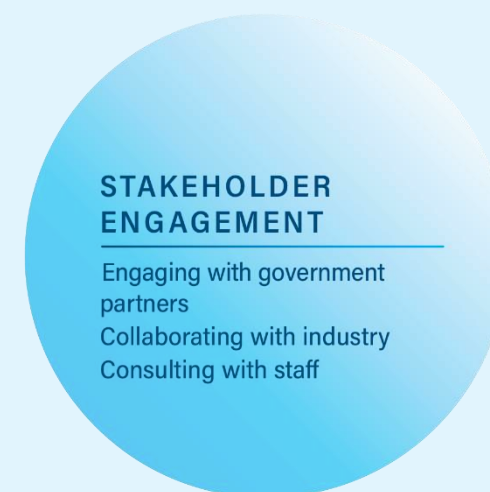 STAKEHOLDER
ENGAGEMENT
Engaging with government
partners
Collaborating with industry
Consulting with staff